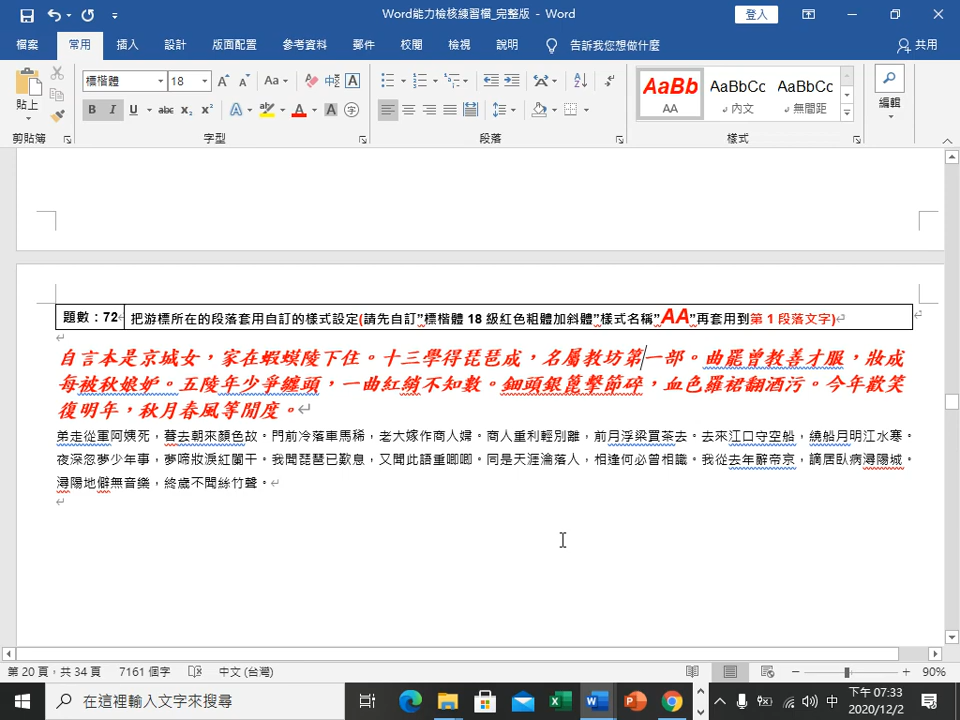 Word能力檢核練習檔_完整版 - Word
登入
檔案 常用 插入 設計 版面配置 參考資料 郵件 校閱 檢視 說明 告訴我您想做什麼 共用
貼上
標楷體 18
Aa
A
B I U abc X₂ X²
A ab A A 字
剪貼簿 字型 段落 樣式
AaBb AaBbCc AaBbCc
AA 內文 無間距
編輯
題數：72 把游標所在的段落套用自訂的樣式設定(請先自訂”標楷體 18 級紅色粗體加斜體”樣式名稱”AA”再套用到第 1 段落文字)
自言本是京城女，家在蝦蟆陵下住。十三學得琵琶成，名屬教坊第一部。曲罷曾教善才服，妝成
每被秋娘妒。五陵年少爭纏頭，一曲紅綃不知數。鈿頭銀篦擊節碎，血色羅裙翻酒污。今年歡笑
復明年，秋月春風等閒度。
弟走從軍阿姨死，暮去朝來顏色故。門前冷落車馬稀，老大嫁作商人婦。商人重利輕別離，前月浮梁買茶去。去來江口守空船，繞船月明江水寒。
夜深忽夢少年事，夢啼妝淚紅闌干。我聞琵琶已歎息，又聞此語重唧唧。同是天涯淪落人，相逢何必曾相識。我從去年辭帝京，謫居臥病潯陽城。
潯陽地僻無音樂，終歲不聞絲竹聲。
第 20 頁，共 34 頁 7161 個字 中文 (台灣) 90%
在這裡輸入文字來搜尋
中 下午 07:33
2020/12/2